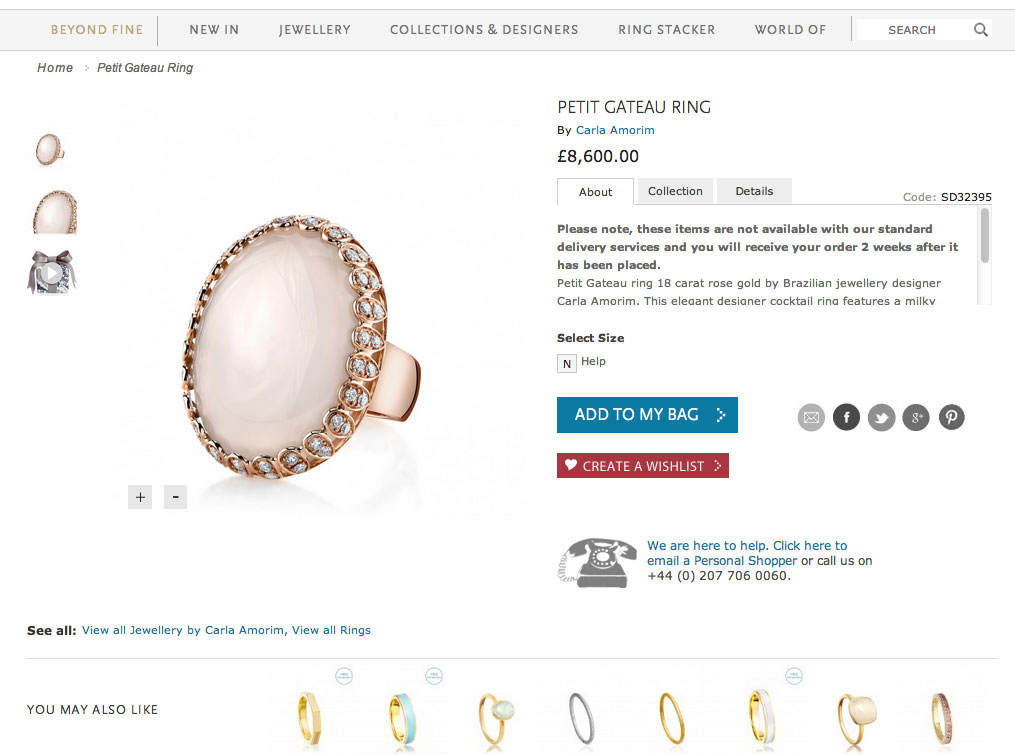 BEYOND FINE NEW IN JEWELLERY COLLECTIONS & DESIGNERS RING STACKER WORLD OF SEARCH
Home > Petit Gateau Ring
PETIT GATEAU RING
By Carla Amorim
£8,600.00
About Collection Details Code: SD32395
Please note, these items are not available with our standard
delivery services and you will receive your order 2 weeks after it
has been placed.
Petit Gateau ring 18 carat rose gold by Brazilian jewellery designer
Carla Amorim. This elegant designer cocktail ring features a milky
Select Size
N Help
ADD TO MY BAG
CREATE A WISHLIST
+ -
We are here to help. Click here to
email a Personal Shopper or call us on
+44 (0) 207 706 0060.
See all: View all Jewellery by Carla Amorim, View all Rings
YOU MAY ALSO LIKE